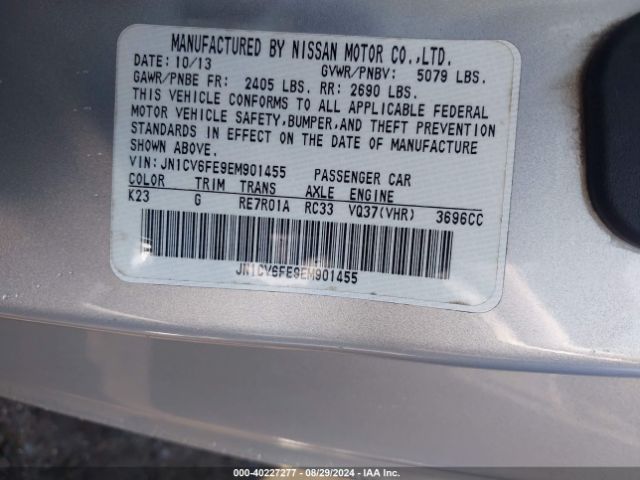 MANUFACTURED BY NISSAN MOTOR CO.,LTD.
DATE: 10/13 GVWR/PNBV: 5079 LBS.
GAWR/PNBE FR: 2405 LBS. RR: 2690 LBS.
THIS VEHICLE CONFORMS TO ALL APPLICABLE FEDERAL
MOTOR VEHICLE SAFETY,BUMPER,AND THEFT PREVENTION
STANDARDS IN EFFECT ON THE DATE OF MANUFACTURE
SHOWN ABOVE.
VIN: JN1CV6FE9EM901455 PASSENGER CAR
COLOR TRIM TRANS AXLE ENGINE
K23 G RE7R01A RC33 VQ37(VHR) 3696CC
JN1CV6FE9EM901455
© 40227277 - 08/29/2024 - IAA Inc.